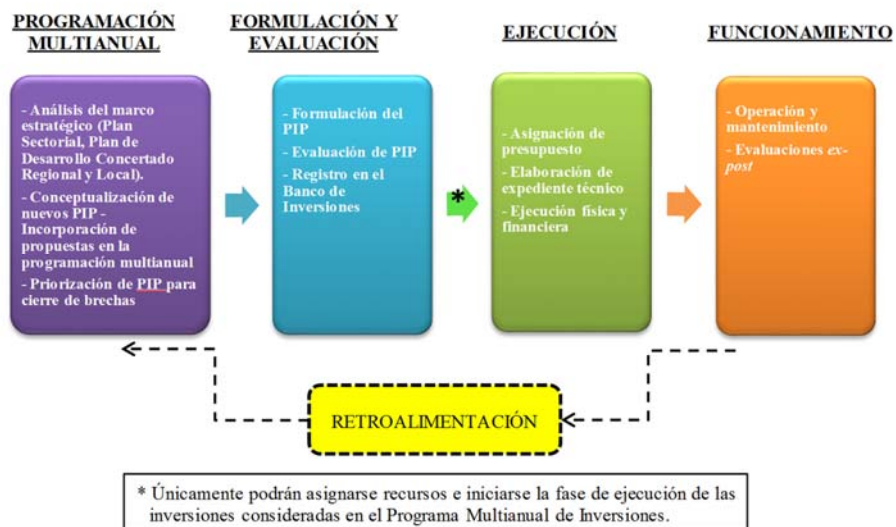 PROGRAMACIÓN
MULTIANUAL
FORMULACIÓN Y
EVALUACIÓN
EJECUCIÓN
FUNCIONAMIENTO
- Análisis del marco
estratégico (Plan
Sectorial, Plan de
Desarrollo Concertado
Regional y Local).
- Conceptualización de
nuevos PIP -
Incorporación de
propuestas en la
programación multianual
- Priorización de PIP para
cierre de brechas
- Formulación del
PIP
- Evaluación de PIP
- Registro en el
Banco de
Inversiones
*
- Asignación de
presupuesto
- Elaboración de
expediente técnico
- Ejecución física y
financiera
- Operación y
mantenimiento
- Evaluaciones ex-
post
RETROALIMENTACIÓN
* Únicamente podrán asignarse recursos e iniciarse la fase de ejecución de las
inversiones consideradas en el Programa Multianual de Inversiones.